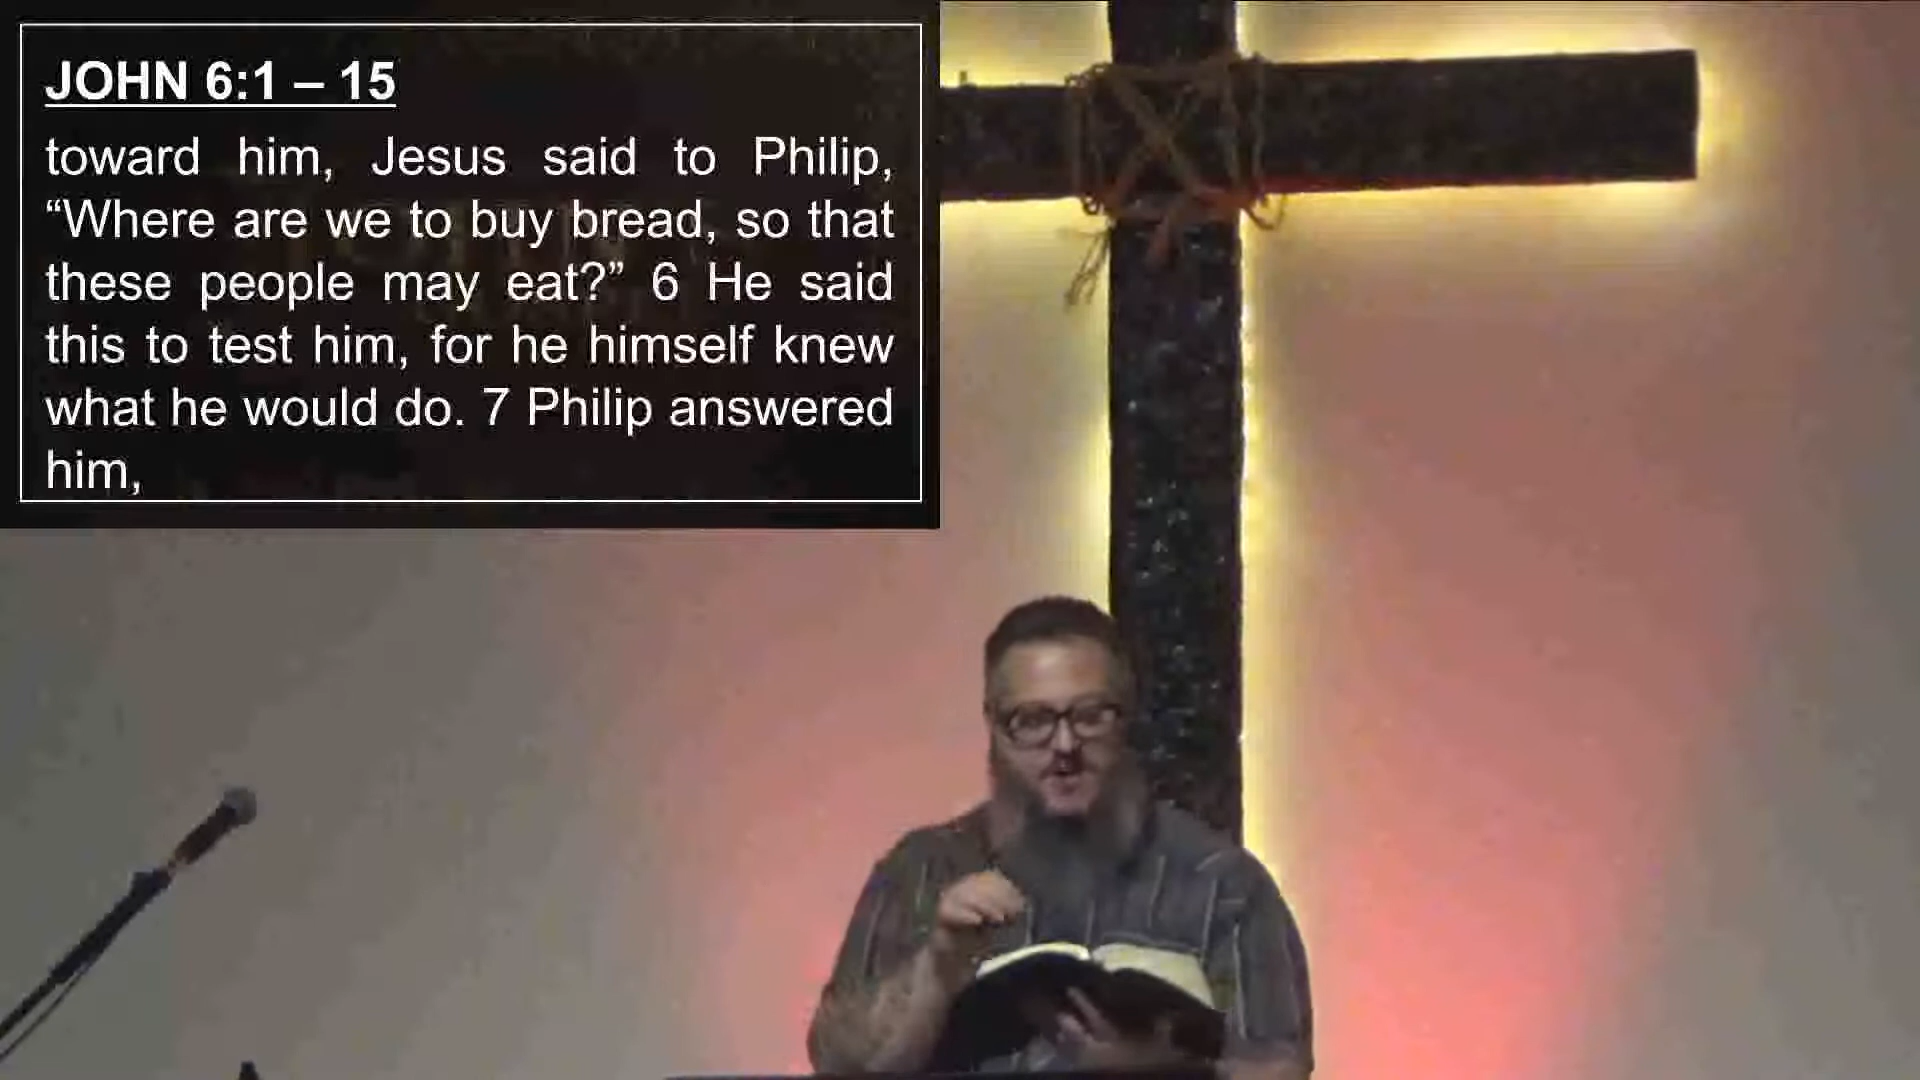 JOHN 6:1 – 15
toward him, Jesus said to Philip,
“Where are we to buy bread, so that
these people may eat?” 6 He said
this to test him, for he himself knew
what he would do. 7 Philip answered
him,